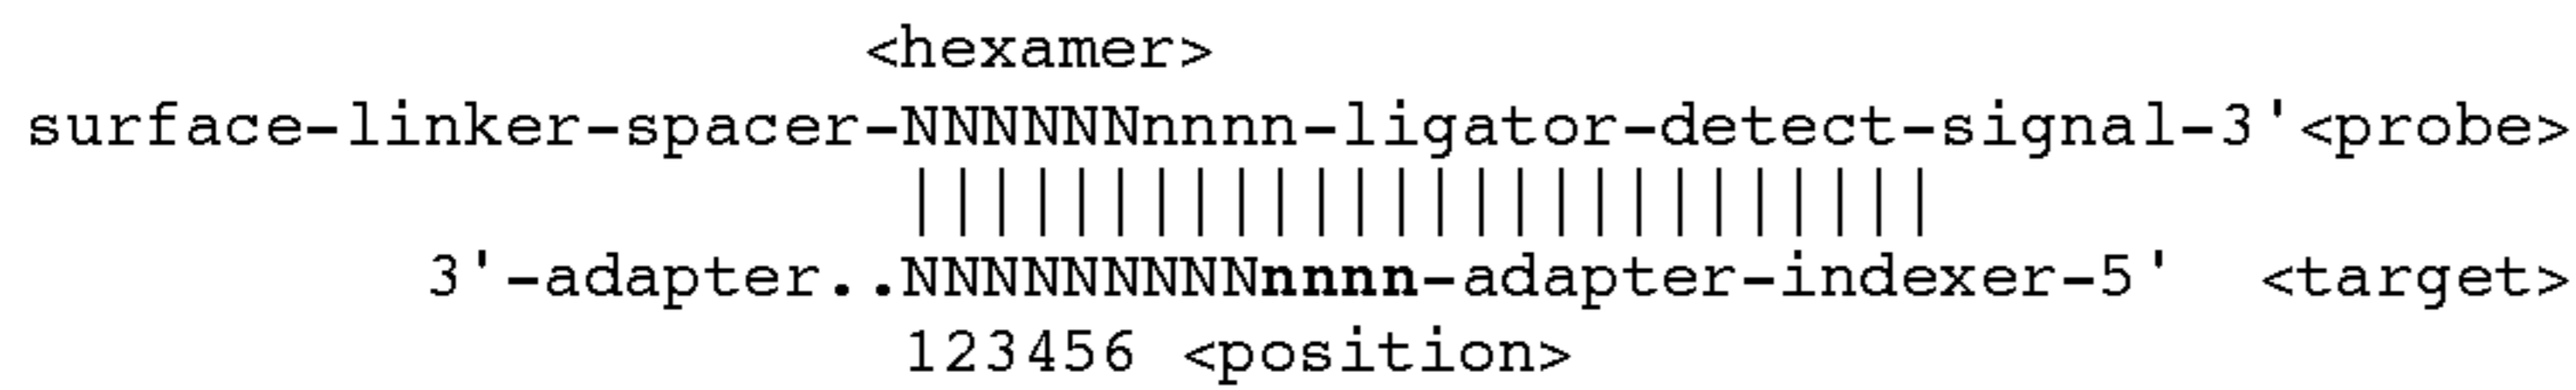 <hexamer>
surface-linker-spacer-NNNNNNnnnn-ligator-detect-signal-3'<probe>
||||||||||||||||||||||||||
3'-adapter..NNNNNNNNNnnnn-adapter-indexer-5' <target>
123456 <position>